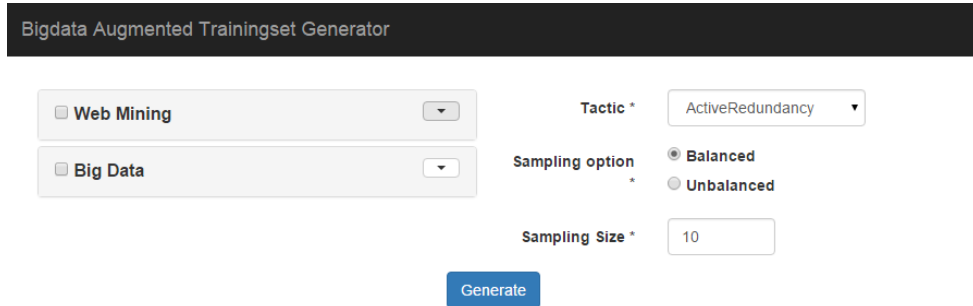 Bigdata Augmented Trainingset Generator
Web Mining
Big Data
Tactic *
ActiveRedundancy
Sampling option *
Balanced
Unbalanced
Sampling Size *
10
Generate